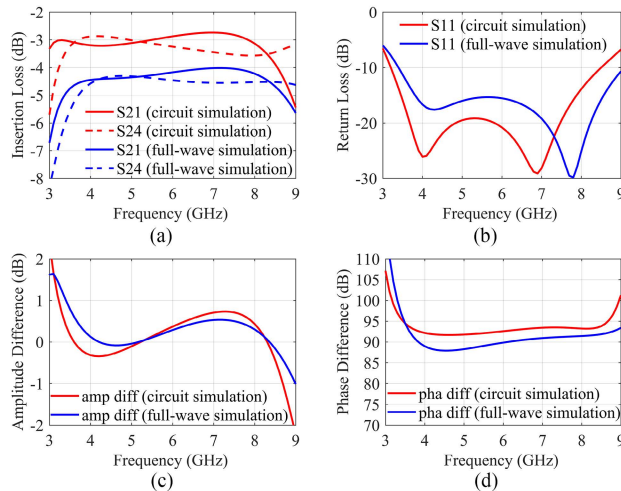 Insertion Loss (dB)
0
-1
-2
-3
-4
-5
-6
-7
-8
S21 (circuit simulation)
S24 (circuit simulation)
S21 (full-wave simulation)
S24 (full-wave simulation)
3 4 5 6 7 8 9
Frequency (GHz)
(a)
Return Loss (dB)
0
-10
-20
-30
S11 (circuit simulation)
S11 (full-wave simulation)
3 4 5 6 7 8 9
Frequency (GHz)
(b)
Amplitude Difference (dB)
2
1
0
-1
-2
amp diff (circuit simulation)
amp diff (full-wave simulation)
3 4 5 6 7 8 9
Frequency (GHz)
(c)
Phase Difference (dB)
110
105
100
95
90
85
80
75
70
pha diff (circuit simulation)
pha diff (full-wave simulation)
3 4 5 6 7 8 9
Frequency (GHz)
(d)